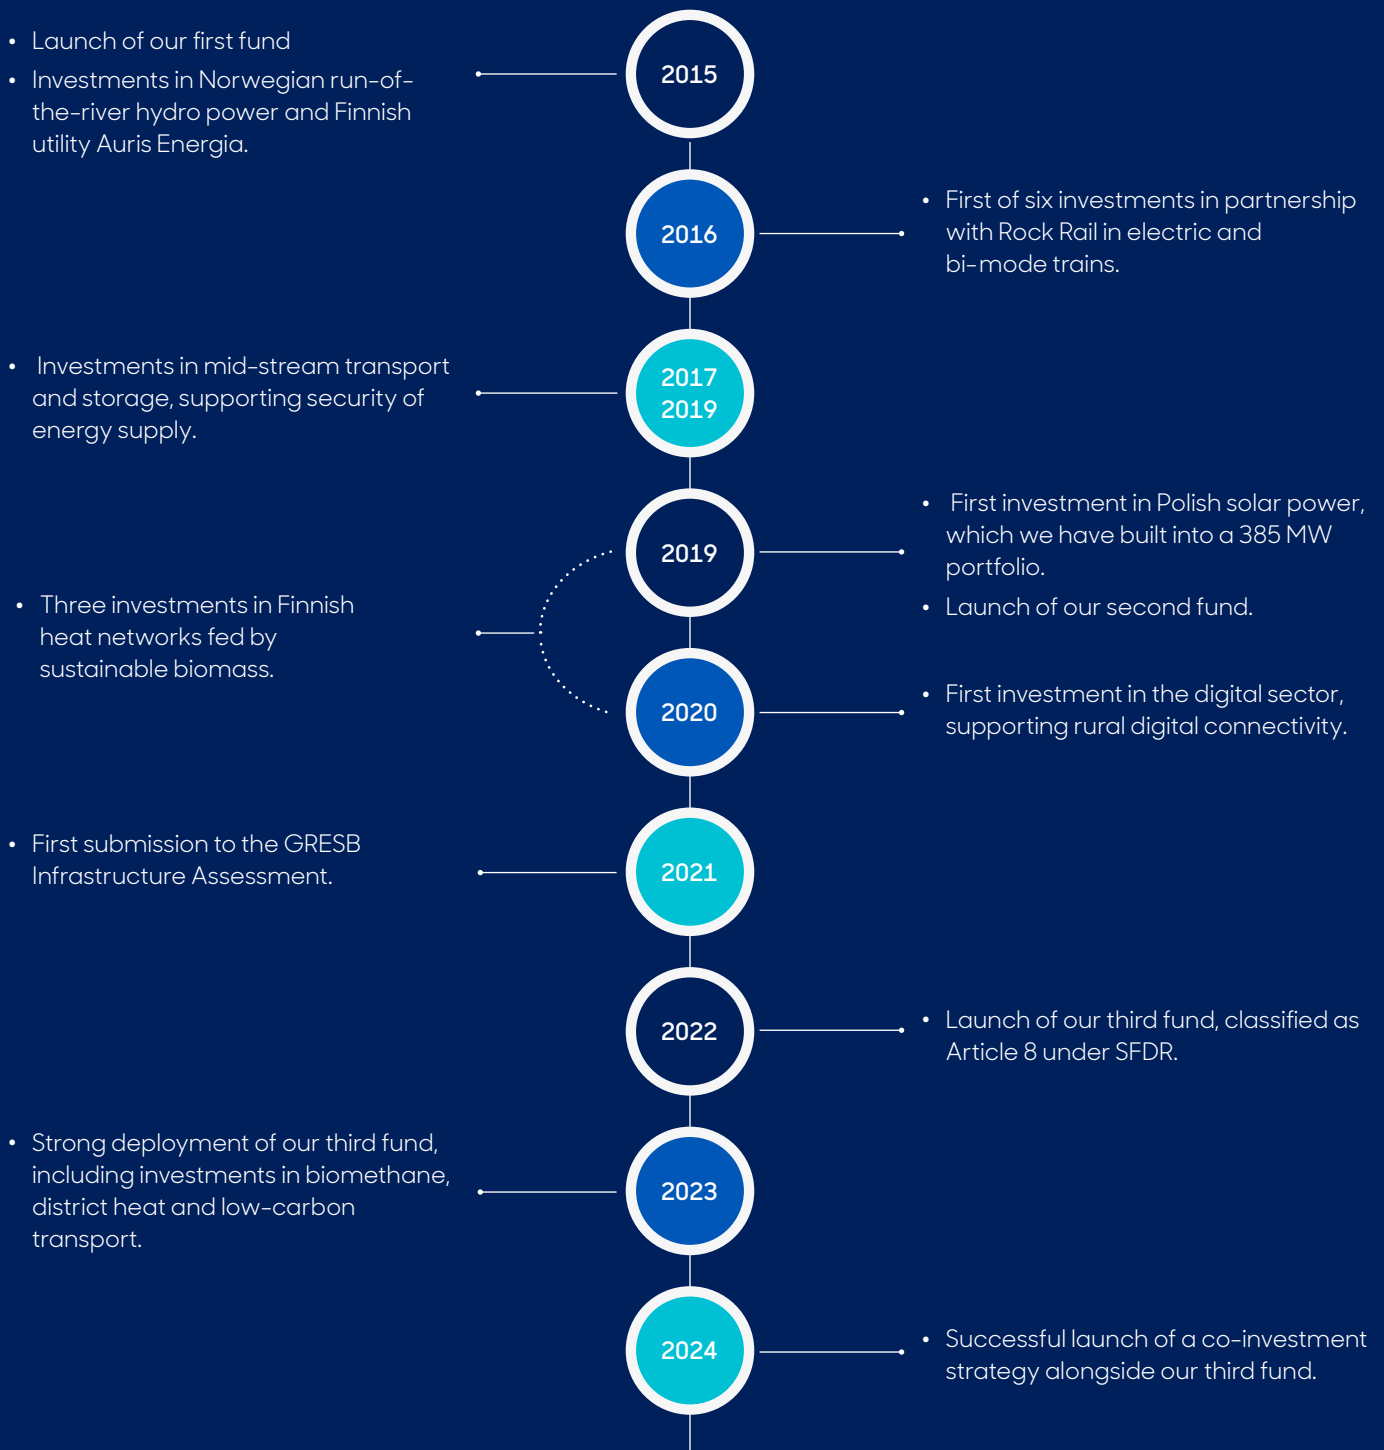 • Launch of our first fund
• Investments in Norwegian run-of-
the-river hydro power and Finnish
utility Auris Energia.
2015
2016
• First of six investments in partnership
with Rock Rail in electric and
bi-mode trains.
• Investments in mid-stream transport
and storage, supporting security of
energy supply.
2017
2019
2019
• First investment in Polish solar power,
which we have built into a 385 MW
portfolio.
• Launch of our second fund.
• Three investments in Finnish
heat networks fed by
sustainable biomass.
2020
• First investment in the digital sector,
supporting rural digital connectivity.
• First submission to the GRESB
Infrastructure Assessment.
2021
2022
• Launch of our third fund, classified as
Article 8 under SFDR.
• Strong deployment of our third fund,
including investments in biomethane,
district heat and low-carbon
transport.
2023
2024
• Successful launch of a co-investment
strategy alongside our third fund.